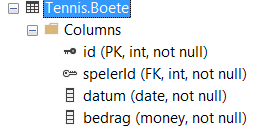 Tennis.Boete
Columns
id (PK, int, not null)
spelerId (FK, int, not null)
datum (date, not null)
bedrag (money, not null)